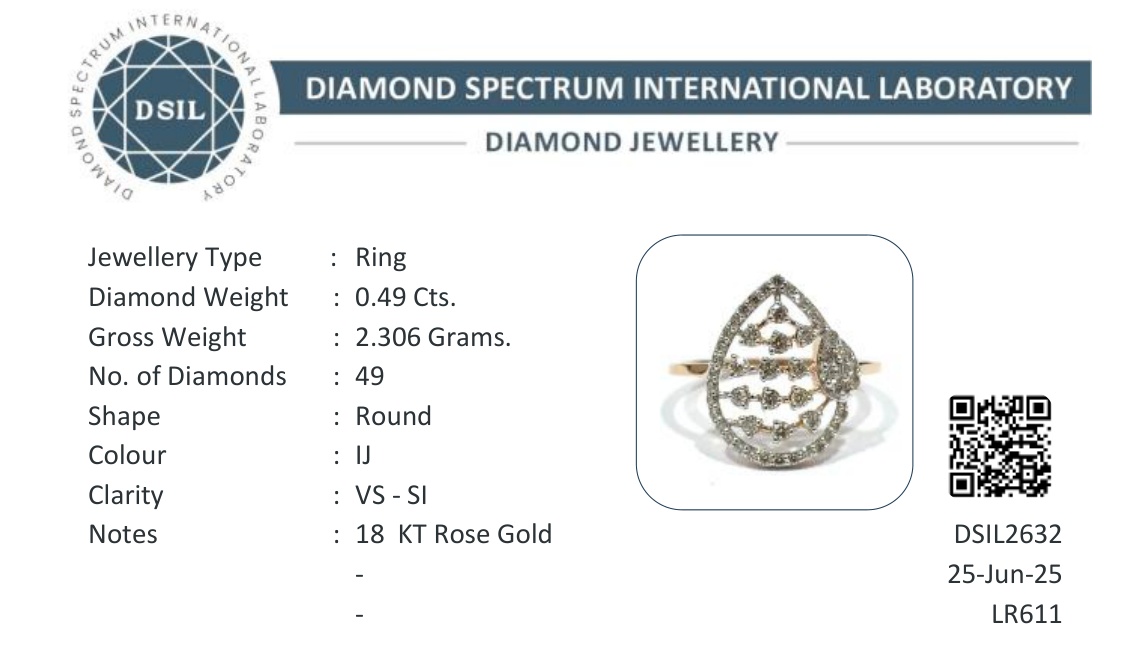 DIAMOND SPECTRUM INTERNATIONAL LABORATORY
DSIL
DIAMOND SPECTRUM INTERNATIONAL LABORATORY
DIAMOND JEWELLERY
Jewellery Type : Ring
Diamond Weight : 0.49 Cts.
Gross Weight : 2.306 Grams.
No. of Diamonds : 49
Shape : Round
Colour : IJ
Clarity : VS - SI
Notes : 18 KT Rose Gold
-
-
DSIL2632
25-Jun-25
LR611